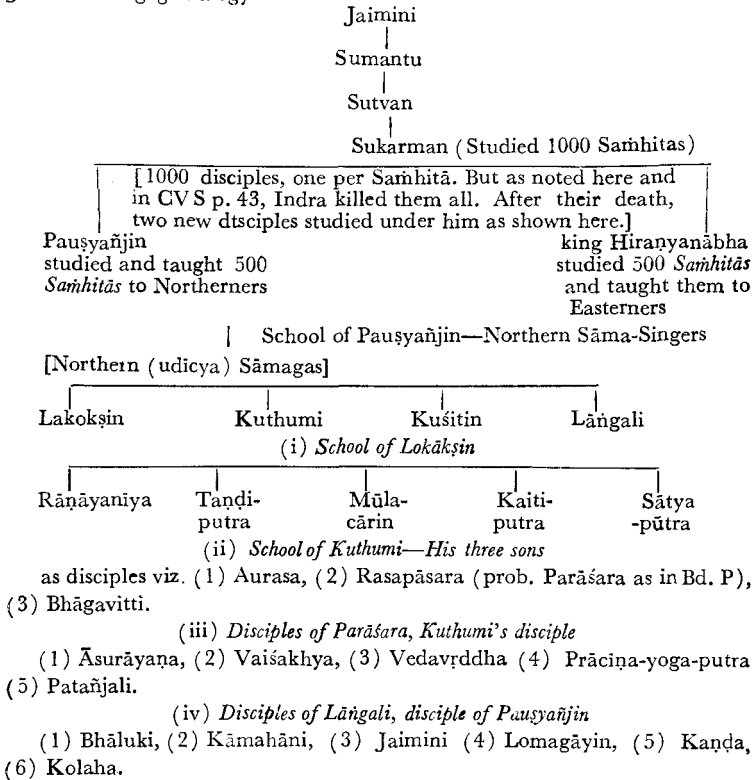 Jaimini
Sumantu
Sutvan
Sukarman (Studied 1000 Saṁhitas)
[1000 disciples, one per Saṁhitā. But as noted here and
in CVS p. 43, Indra killed them all. After their death,
two new dtsciples studied under him as shown here.]
Pauṣyañjin king Hiraṇyanābha
studied and taught 500 studied 500 Saṁhitās
Saṁhitās to Northerners and taught them to
Easterners
School of Pauṣyañjin—Northern Sāma-Singers
[Northein (udīcya) Sāmagas]
Lakokṣin Kuthumi Kuśitin Lāṅgali
(i) School of Lokākṣin
Rāṇāyanīya Taṇḍi- Mūla- Kaiti- Sātya
putra cārin putra -pūtra
(ii) School of Kuthumi—His three sons
as disciples viz. (1) Aurasa, (2) Rasapāsara (prob. Parāśara as in Bd. P),
(3) Bhāgavitti.
(iii) Disciples of Parāśara, Kuthumi's disciple
(1) Āsurāyaṇa, (2) Vaiśakhya, (3) Vedavṛddha (4) Prāciṇa-yoga-putra
(5) Patañjali.
(iv) Disciples of Lāṅgali, disciple of Pauṣyañjin
(1) Bhāluki, (2) Kāmahāni, (3) Jaimini (4) Lomagāyin, (5) Kaṇḍa,
(6) Kolaha.